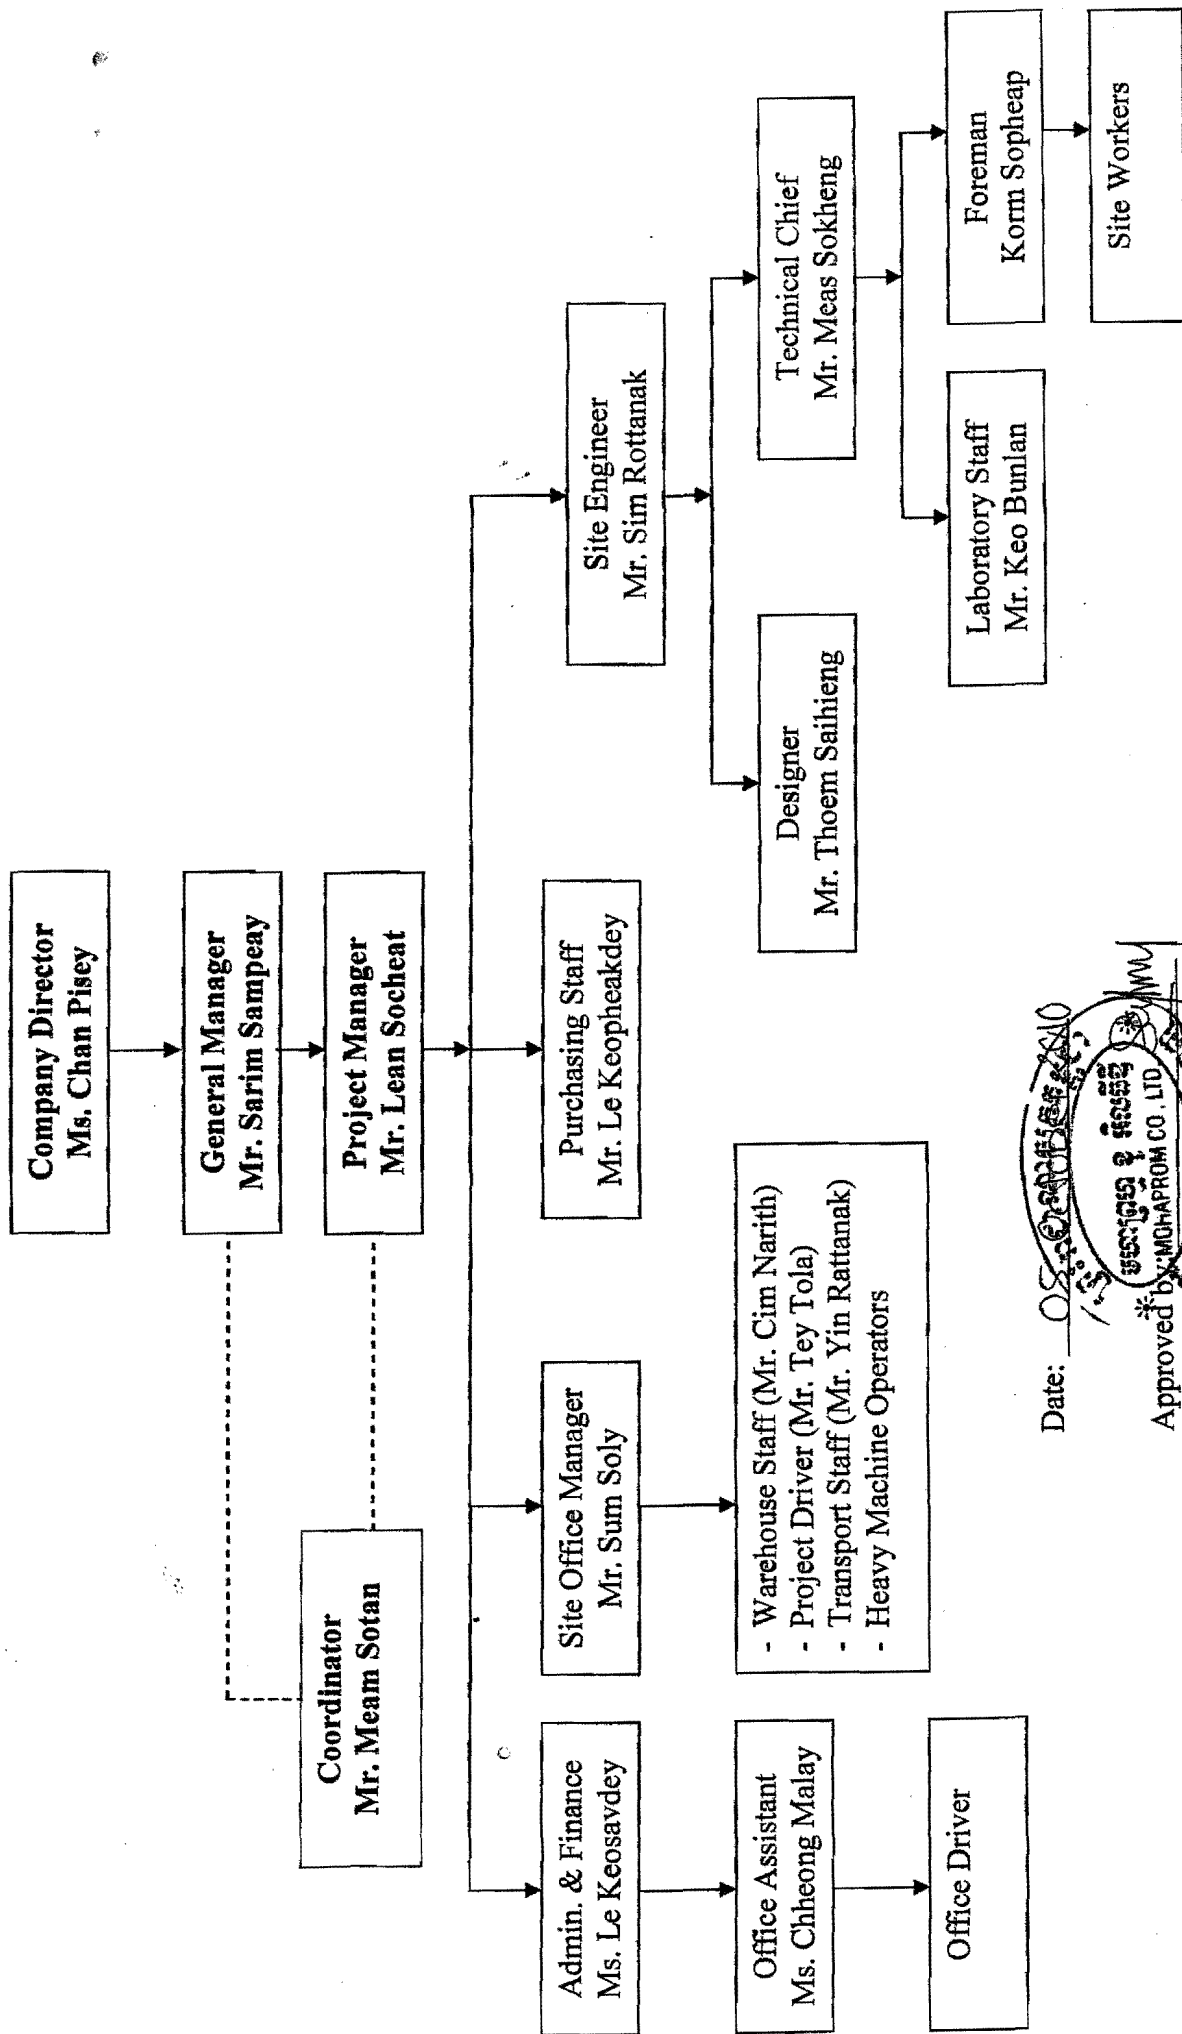 Company Director
Ms. Chan Pisey
General Manager
Mr. Sarim Sampeay
Coordinator
Mr. Meam Sotan
Project Manager
Mr. Lean Socheat
Admin. & Finance
Ms. Le Keosavdey
Site Office Manager
Mr. Sum Soly
Purchasing Staff
Mr. Le Keopheakdey
Site Engineer
Mr. Sim Rottanak
Office Assistant
Ms. Chheong Malay
- Warehouse Staff (Mr. Cim Narith)
- Project Driver (Mr. Tey Tola)
- Transport Staff (Mr. Yin Rattanak)
- Heavy Machine Operators
Designer
Mr. Thoem Saihieng
Technical Chief
Mr. Meas Sokheng
Office Driver
Laboratory Staff
Mr. Keo Bunlan
Foreman
Korm Sopheap
Site Workers
Date: 08
MOHAPROM CO., LTD
Approved by: